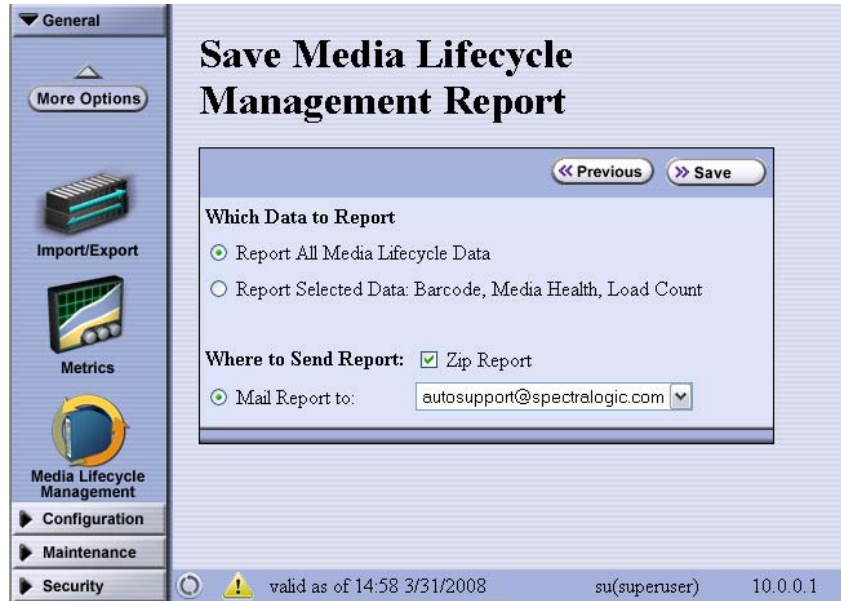 General
More Options
Import/Export
Metrics
Media Lifecycle
Management
Configuration
Maintenance
Security
Save Media Lifecycle
Management Report
Previous
Save
Which Data to Report
Report All Media Lifecycle Data
Report Selected Data: Barcode, Media Health, Load Count
Where to Send Report: Zip Report
Mail Report to: autosupport@spectralogic.com
valid as of 14:58 3/31/2008 su(superuser) 10.0.0.1